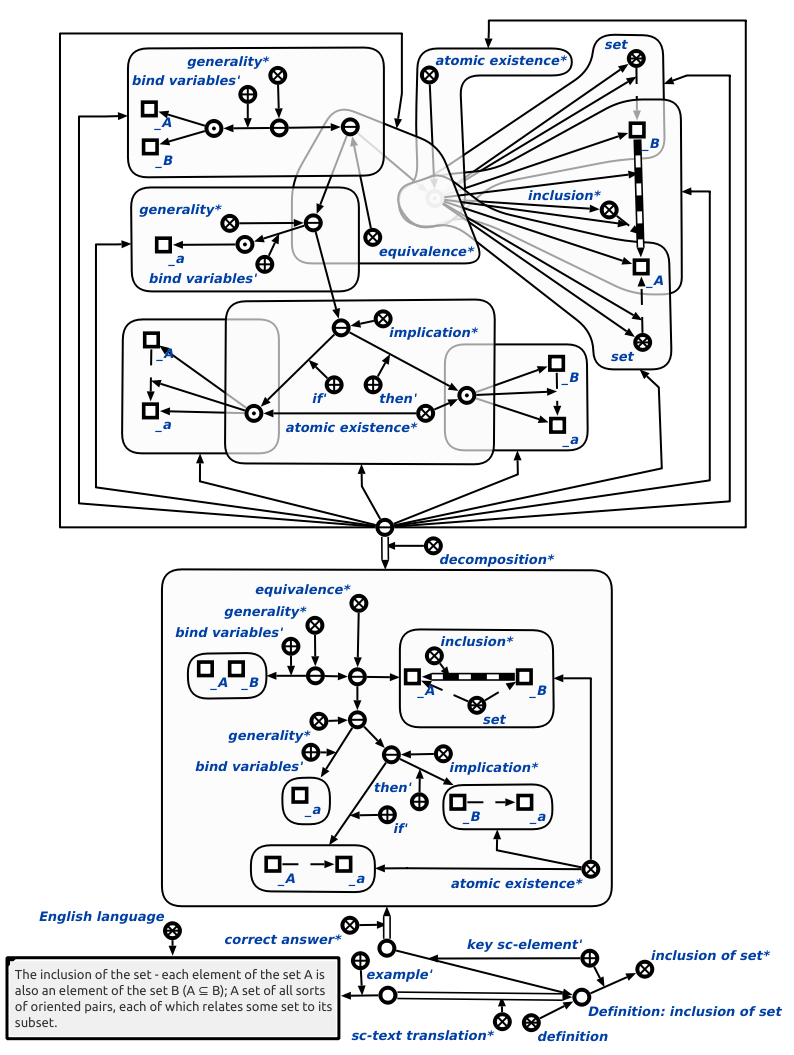 set
atomic existence*
generality*
bind variables'
_A
_B
_B
inclusion*
generality*
equivalence*
_a
bind variables'
_A
implication*
_A
set
_B
if'
then'
_a
atomic existence*
_a
decomposition*
equivalence*
generality*
bind variables'
inclusion*
_A
_B
_A
_B
set
generality*
bind variables'
implication*
then'
_a
_B
_a
if'
_A
_a
atomic existence*
English language
correct answer*
key sc-element'
inclusion of set*
example'
The inclusion of the set - each element of the set A is
also an element of the set B (A ⊆ B); A set of all sorts
of oriented pairs, each of which relates some set to its
subset.
Definition: inclusion of set
sc-text translation*
definition